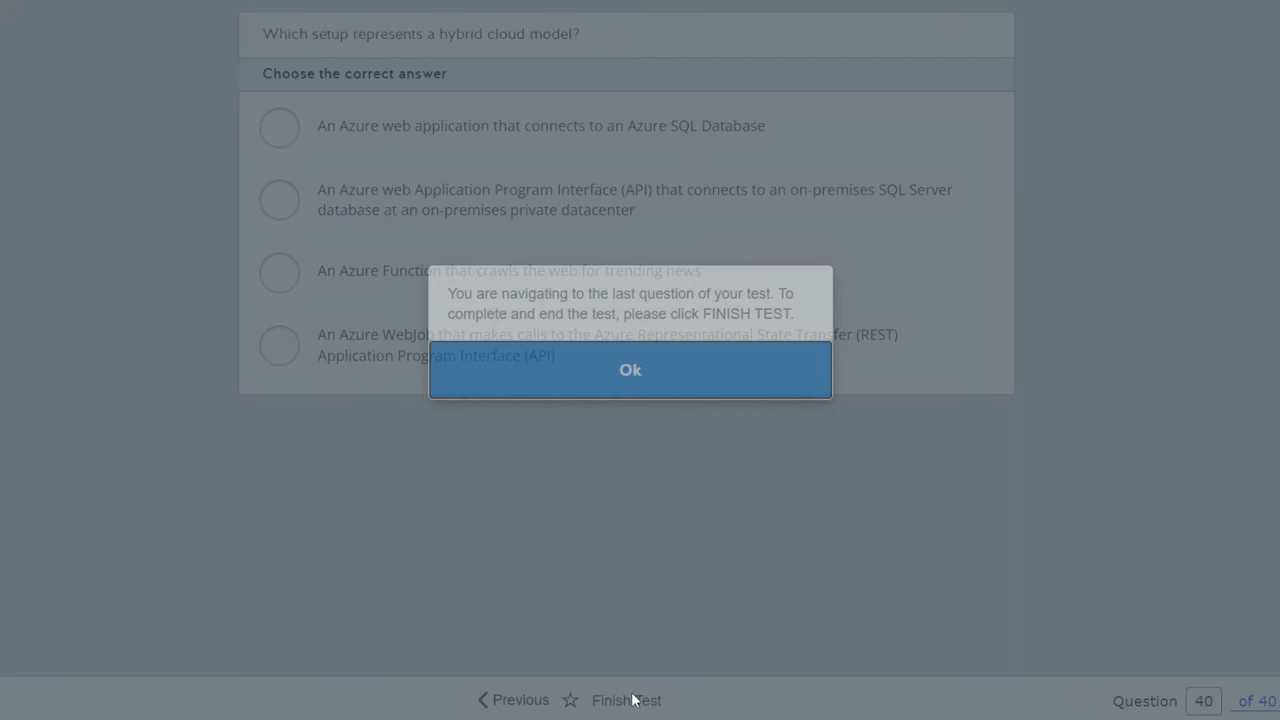 Which setup represents a hybrid cloud model?
Choose the correct answer
An Azure web application that connects to an Azure SQL Database
An Azure web Application Program Interface (API) that connects to an on-premises SQL Server
database at an on-premises private datacenter
An Azure Function that crawls the web for trending news
You are navigating to the last question of your test. To
complete and end the test, please click FINISH TEST.
An Azure WebJob that makes calls to the Azure Representational State Transfer (REST)
Application Program Interface (API)
Ok
Previous
Finish Test
Question 40 of 40